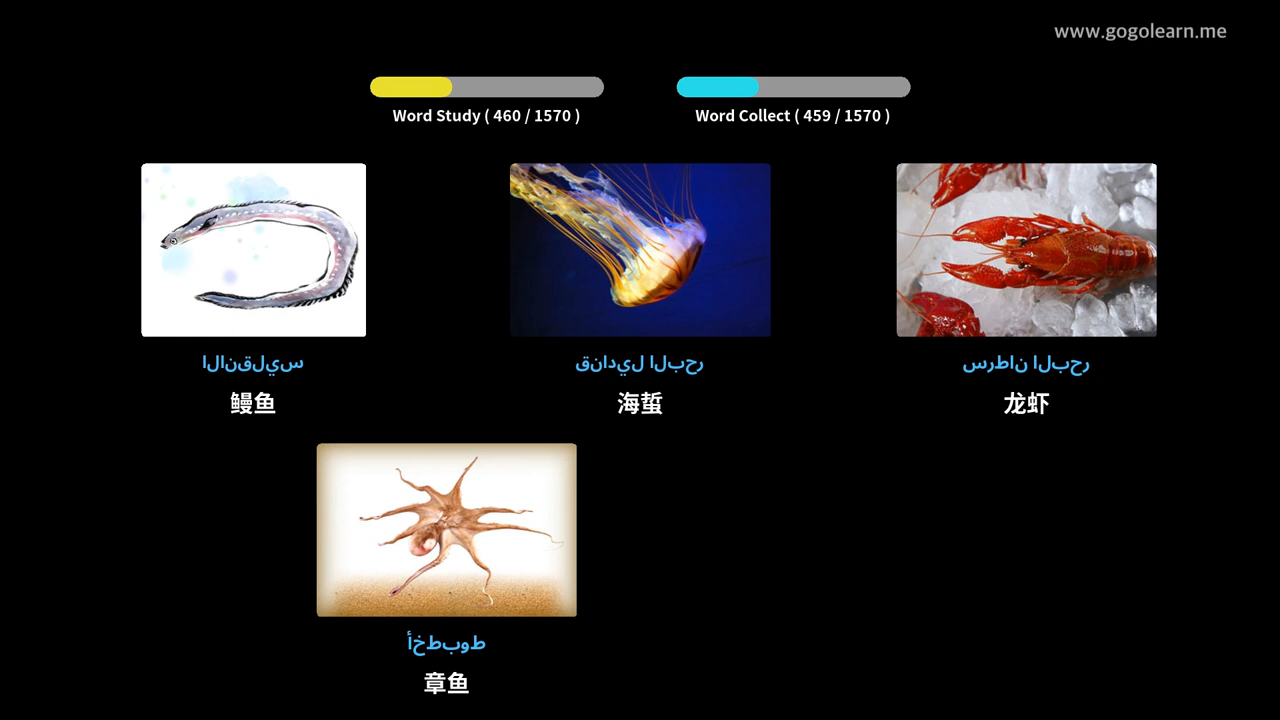 www.gogolearn.me
Word Study ( 460 / 1570 )
Word Collect ( 459 / 1570 )
الانقليس
قناديل البحر
سرطان البحر
鳗鱼
海蜇
龙虾
أخطبوط
章鱼